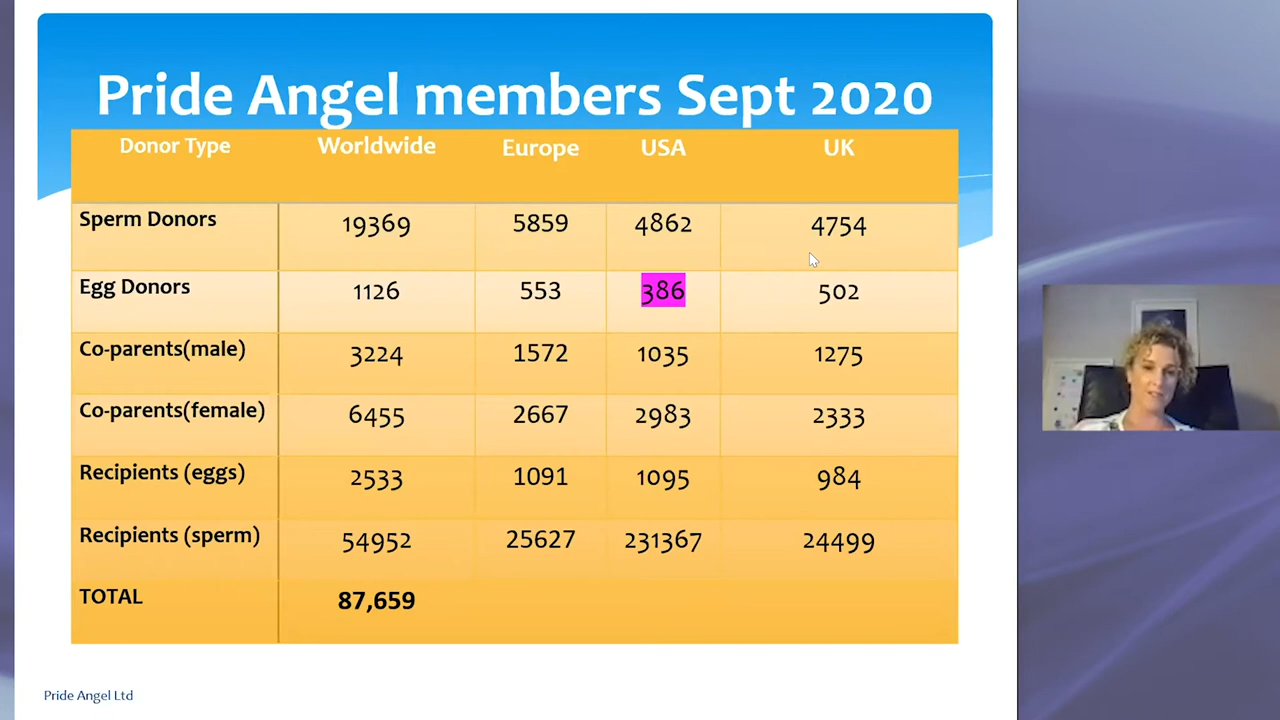 Pride Angel members Sept 2020
Donor Type Worldwide Europe USA UK
Sperm Donors 19369 5859 4862 4754
Egg Donors 1126 553 386 502
Co-parents(male) 3224 1572 1035 1275
Co-parents(female) 6455 2667 2983 2333
Recipients (eggs) 2533 1091 1095 984
Recipients (sperm) 54952 25627 231367 24499
TOTAL 87,659
Pride Angel Ltd